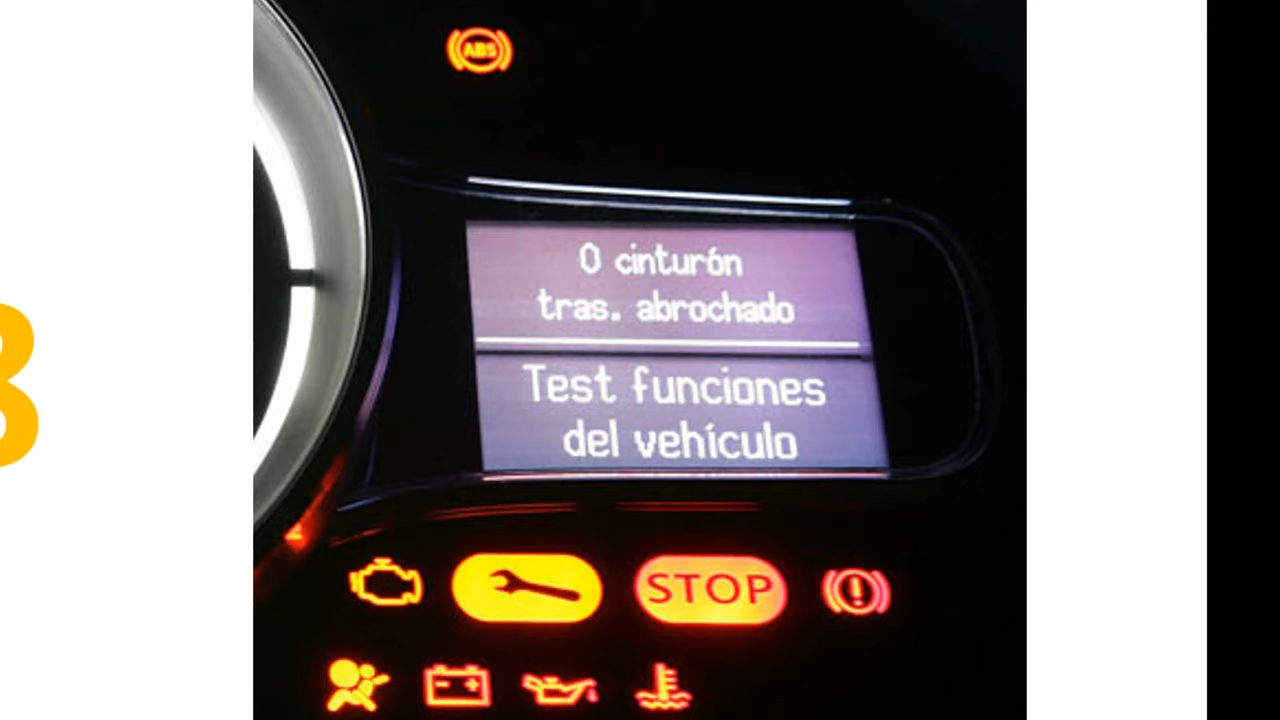 ABS
0 cinturón
tras. abrochado
Test funciones
del vehículo
STOP